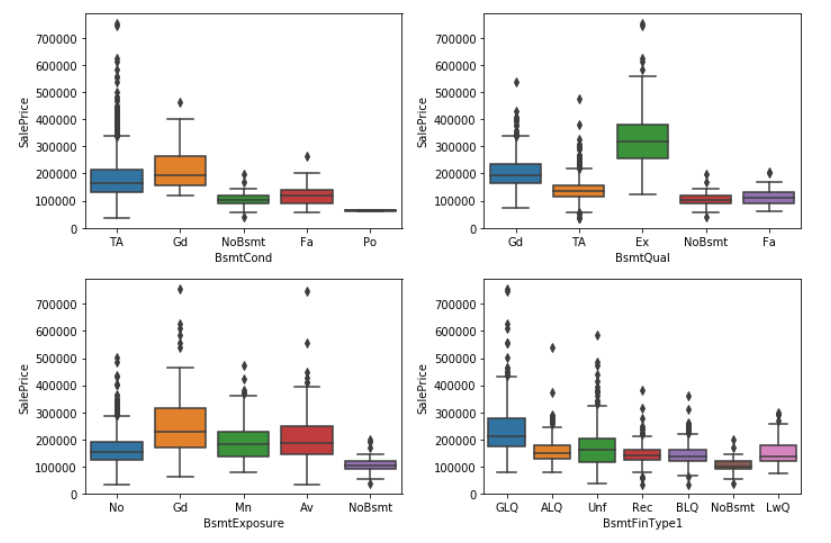 700000
600000
500000
400000
300000
200000
100000
0
SalePrice
TA Gd NoBsmt Fa Po
BsmtCond
700000
600000
500000
400000
300000
200000
100000
0
SalePrice
Gd TA Ex NoBsmt Fa
BsmtQual
700000
600000
500000
400000
300000
200000
100000
0
SalePrice
No Gd Mn Av NoBsmt
BsmtExposure
700000
600000
500000
400000
300000
200000
100000
0
SalePrice
GLQ ALQ Unf Rec BLQ NoBsmt LwQ
BsmtFinType1